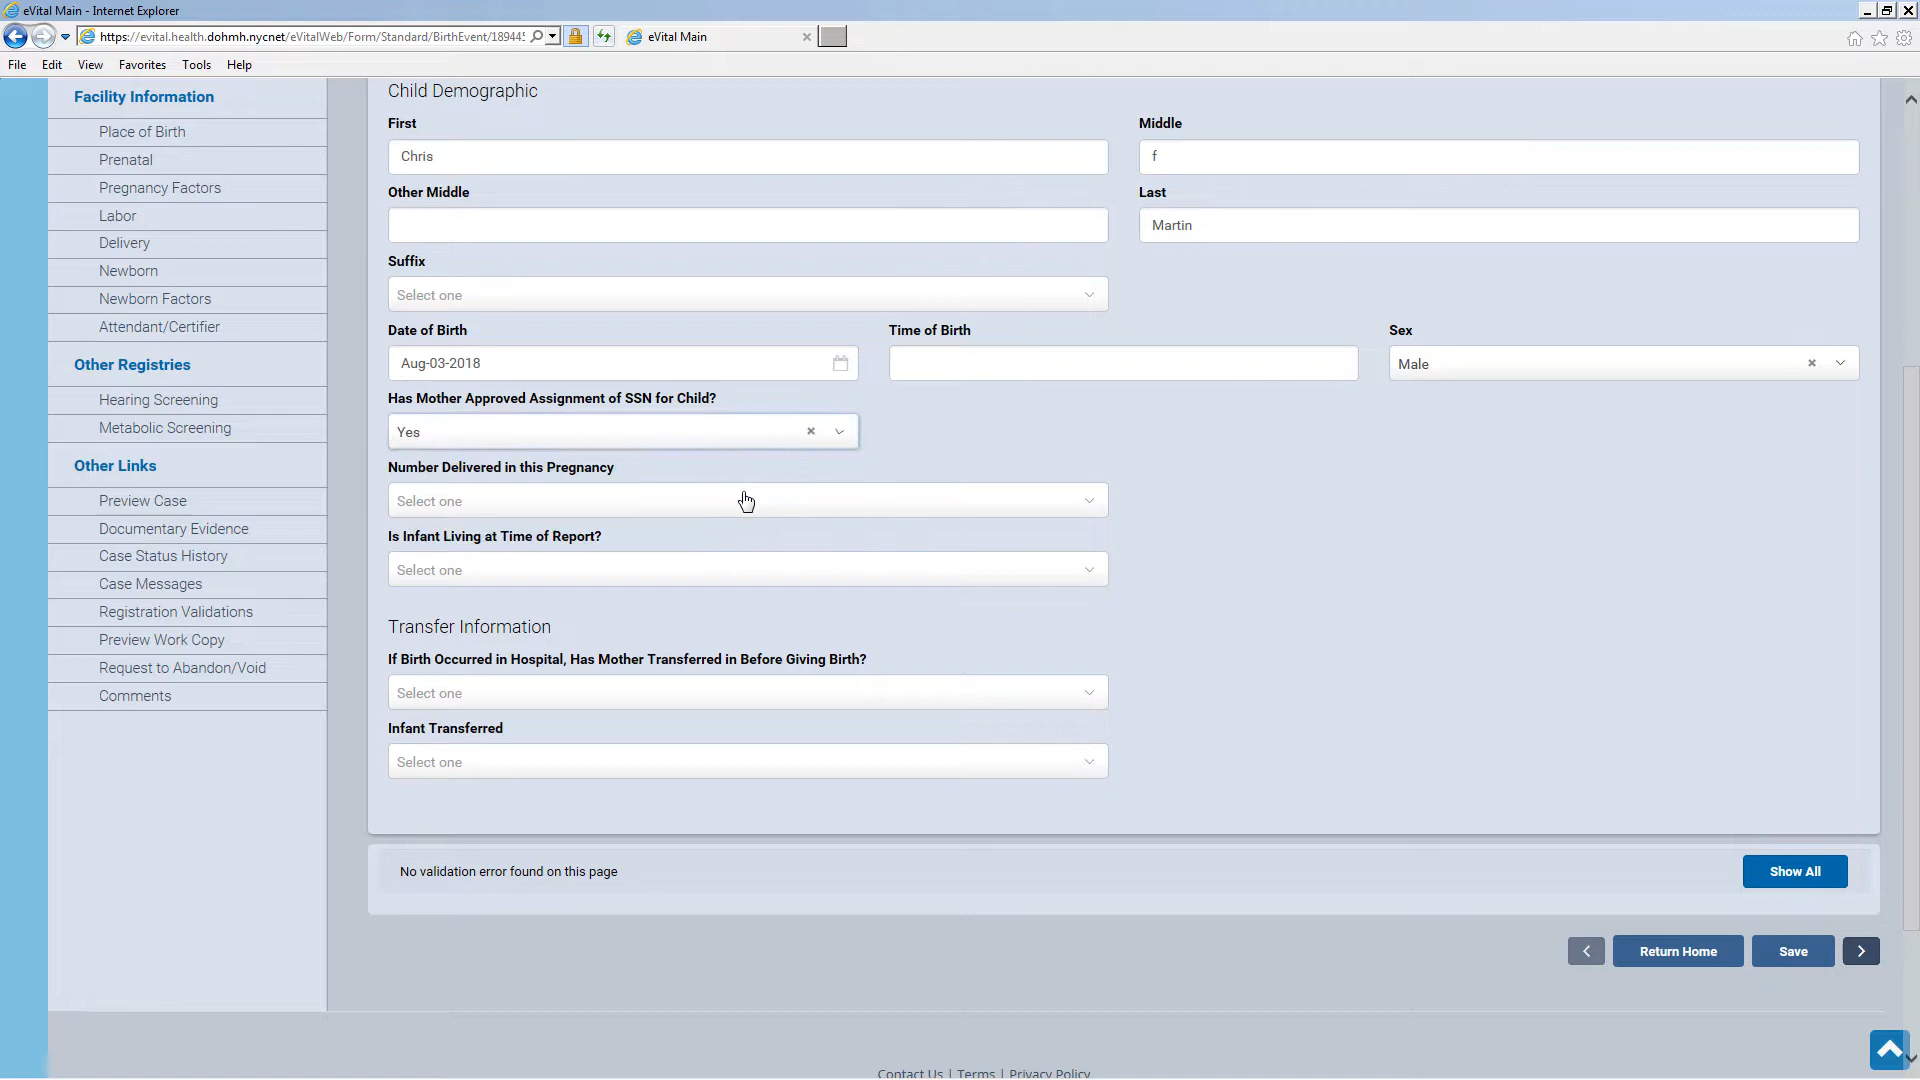 eVital Main - Internet Explorer
https://evital.health.dohmh.nycnet/eVitalWeb/Form/Standard/BirthEvent/18944
eVital Main
File Edit View Favorites Tools Help
Facility Information
Place of Birth
Prenatal
Pregnancy Factors
Labor
Delivery
Newborn
Newborn Factors
Attendant/Certifier
Other Registries
Hearing Screening
Metabolic Screening
Other Links
Preview Case
Documentary Evidence
Case Status History
Case Messages
Registration Validations
Preview Work Copy
Request to Abandon/Void
Comments
Child Demographic
First Middle
Chris f
Other Middle Last
Martin
Suffix
Select one
Date of Birth Time of Birth Sex
Aug-03-2018 Male
Has Mother Approved Assignment of SSN for Child?
Yes
Number Delivered in this Pregnancy
Select one
Is Infant Living at Time of Report?
Select one
Transfer Information
If Birth Occurred in Hospital, Has Mother Transferred in Before Giving Birth?
Select one
Infant Transferred
Select one
No validation error found on this page Show All
Return Home Save
Contact Us | Terms | Privacy Policy